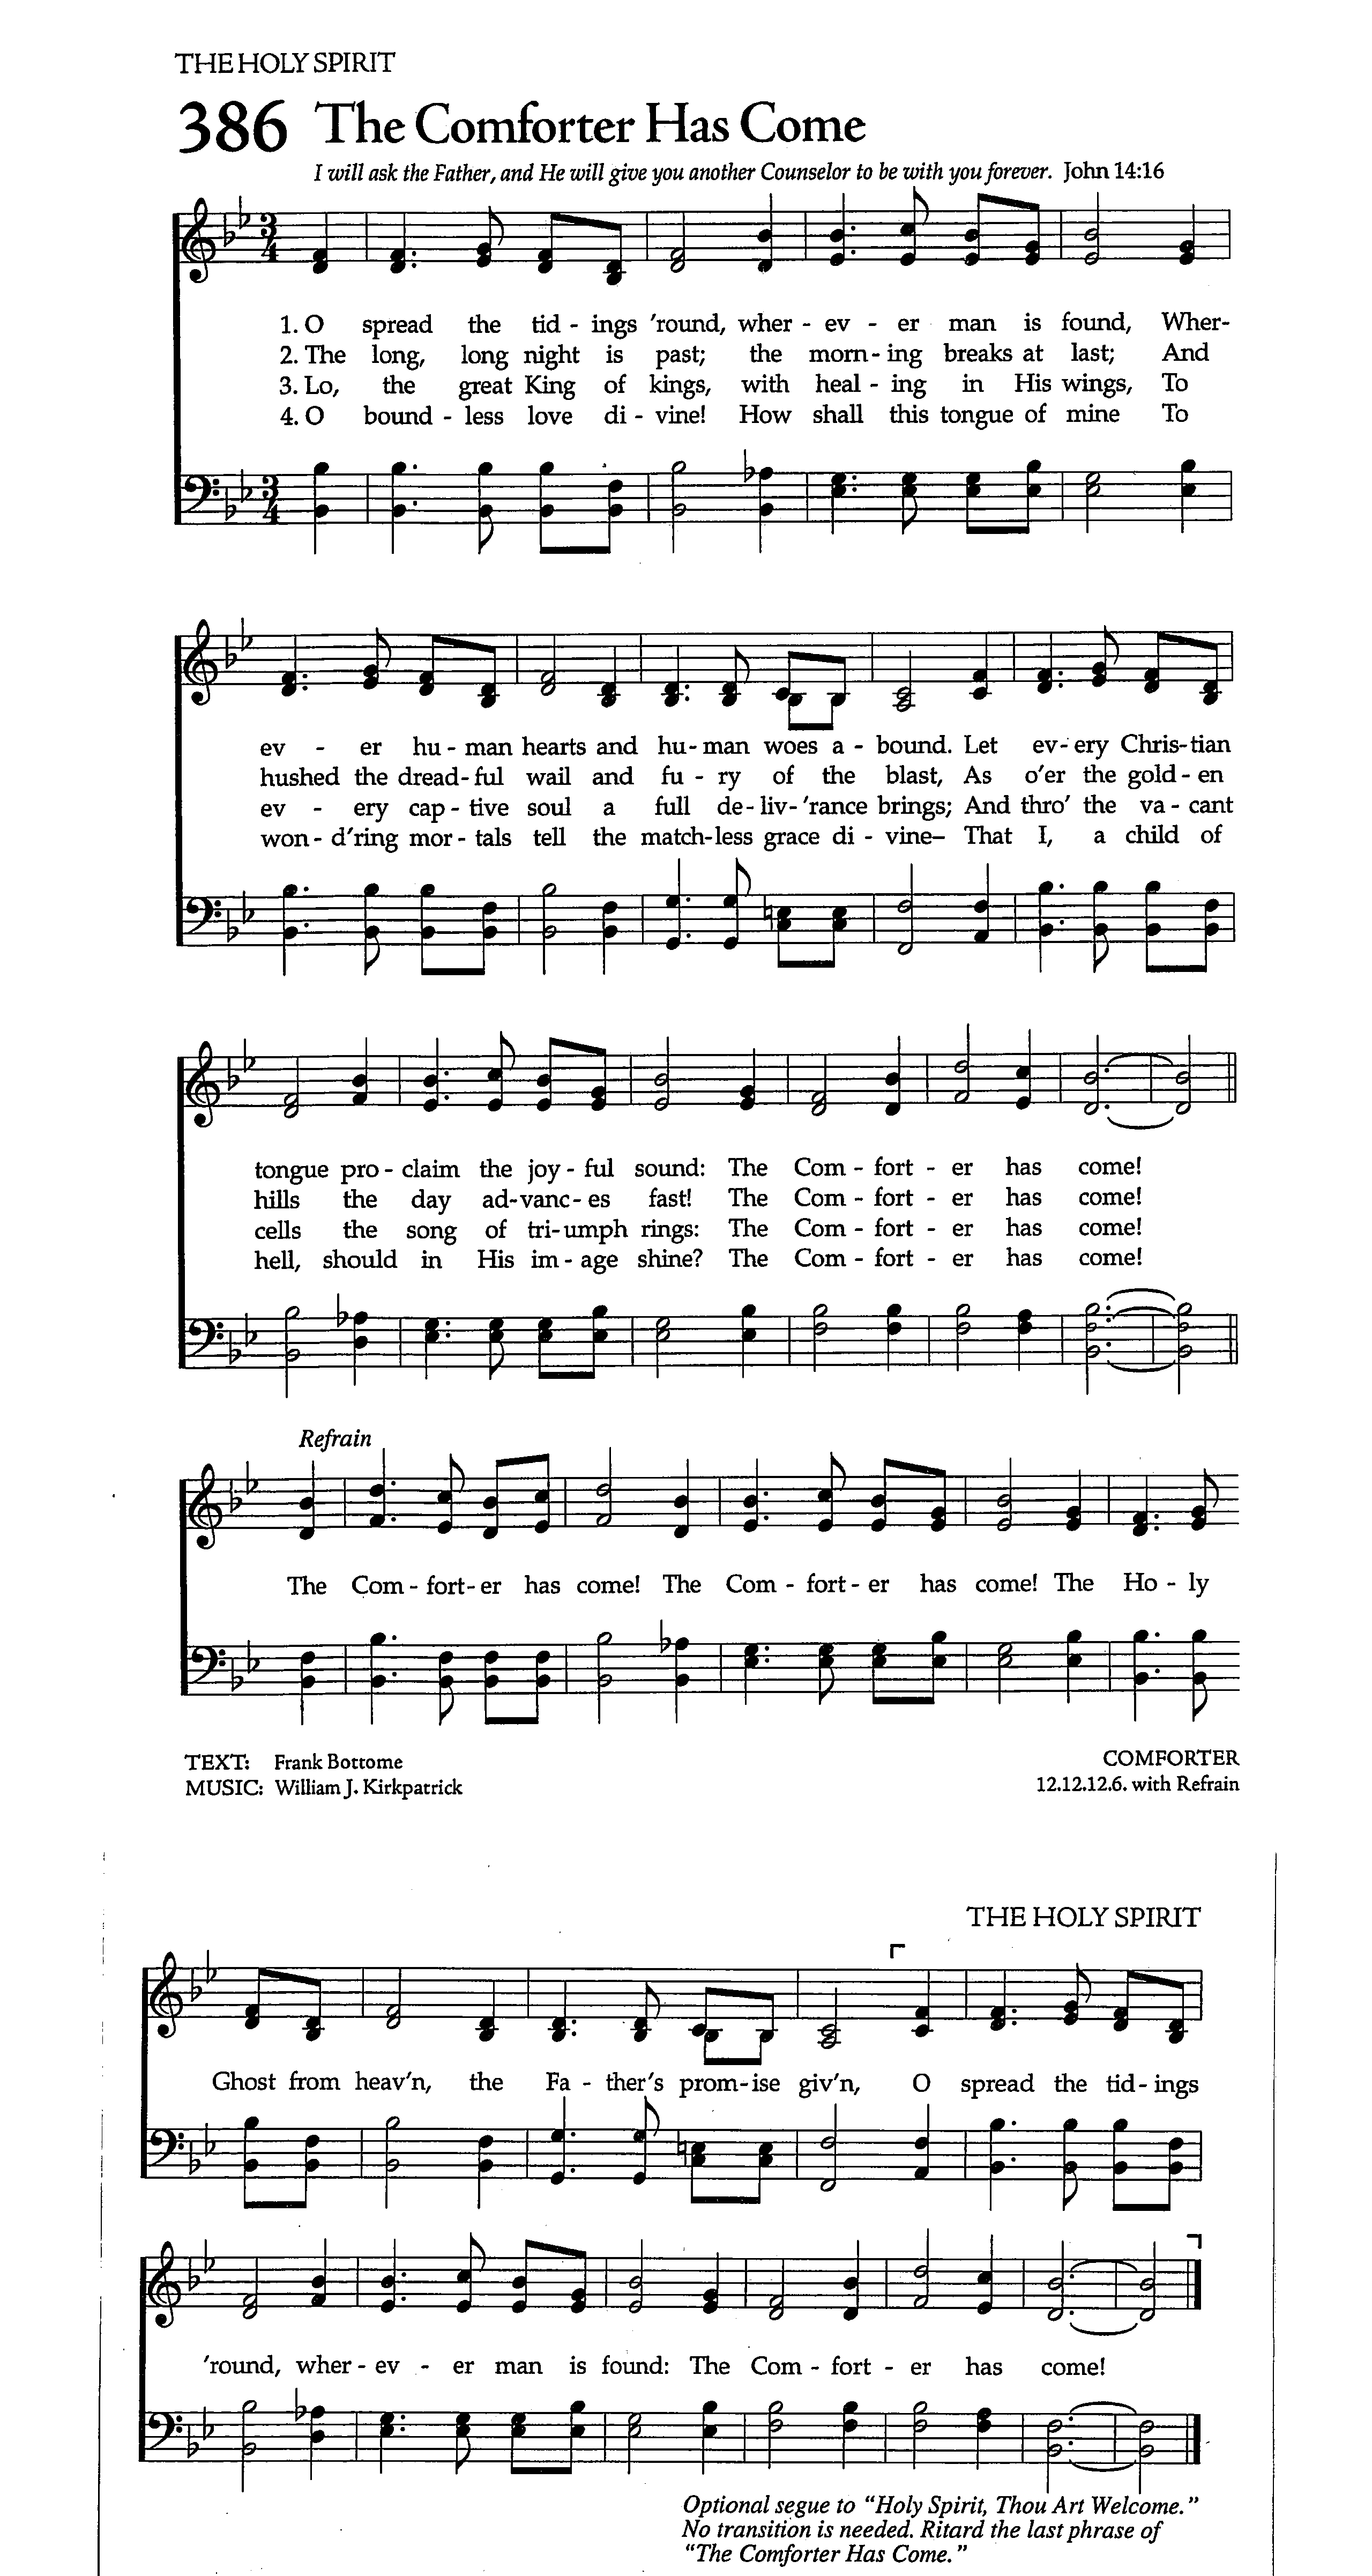 THE HOLY SPIRIT
386 The Comforter Has Come
I will ask the Father, and He will give you another Counselor to be with you forever. John 14:16
3 4
1. O spread the tid - ings 'round, wher - ev - er man is found, Wher-
2. The long, long night is past; the morn - ing breaks at last; And
3. Lo, the great King of kings, with heal - ing in His wings, To
4. O bound - less love di - vine! How shall this tongue of mine To
3 4
ev - er hu - man hearts and hu - man woes a - bound. Let ev - ery Chris - tian
hushed the dread - ful wail and fu - ry of the blast, As o'er the gold - en
ev - ery cap - tive soul a full de - liv - 'rance brings; And thro' the va - cant
won - d'ring mor - tals tell the match - less grace di - vine– That I, a child of
tongue pro - claim the joy - ful sound: The Com - fort - er has come!
hills the day ad - vanc - es fast! The Com - fort - er has come!
cells the song of tri - umph rings: The Com - fort - er has come!
hell, should in His im - age shine? The Com - fort - er has come!
Refrain
The Com - fort - er has come! The Com - fort - er has come! The Ho - ly
TEXT: Frank Bottome
MUSIC: William J. Kirkpatrick
COMFORTER
12.12.12.6. with Refrain
THE HOLY SPIRIT
Ghost from heav'n, the Fa - ther's prom - ise giv'n, O spread the tid - ings
'round, wher - ev - er man is found: The Com - fort - er has come!
Optional segue to “Holy Spirit, Thou Art Welcome.”
No transition is needed. Ritard the last phrase of
“The Comforter Has Come.”